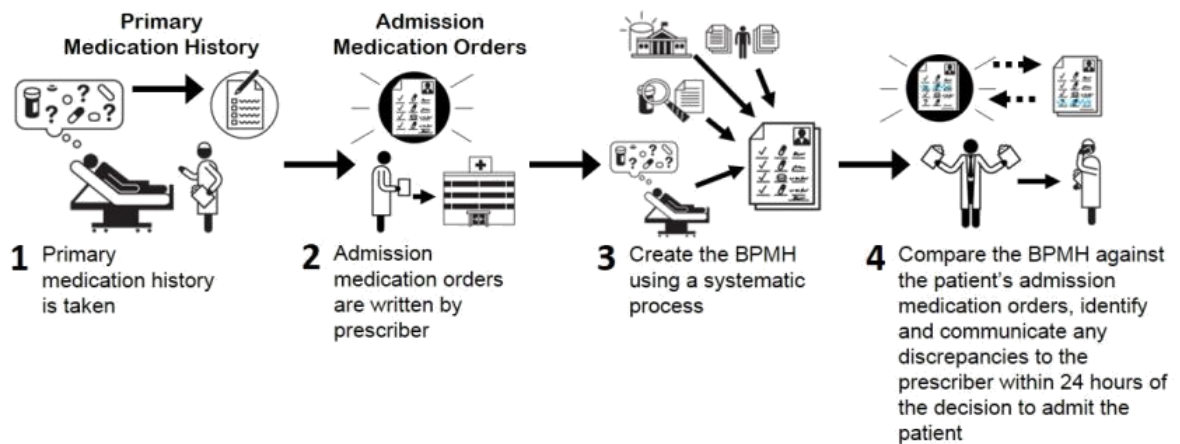 Primary
Medication History
Admission
Medication Orders
1 Primary
medication history
is taken
2 Admission
medication orders
are written by
prescriber
3 Create the BPMH
using a systematic
process
4 Compare the BPMH against
the patient's admission
medication orders, identify
and communicate any
discrepancies to the
prescriber within 24 hours of
the decision to admit the
patient